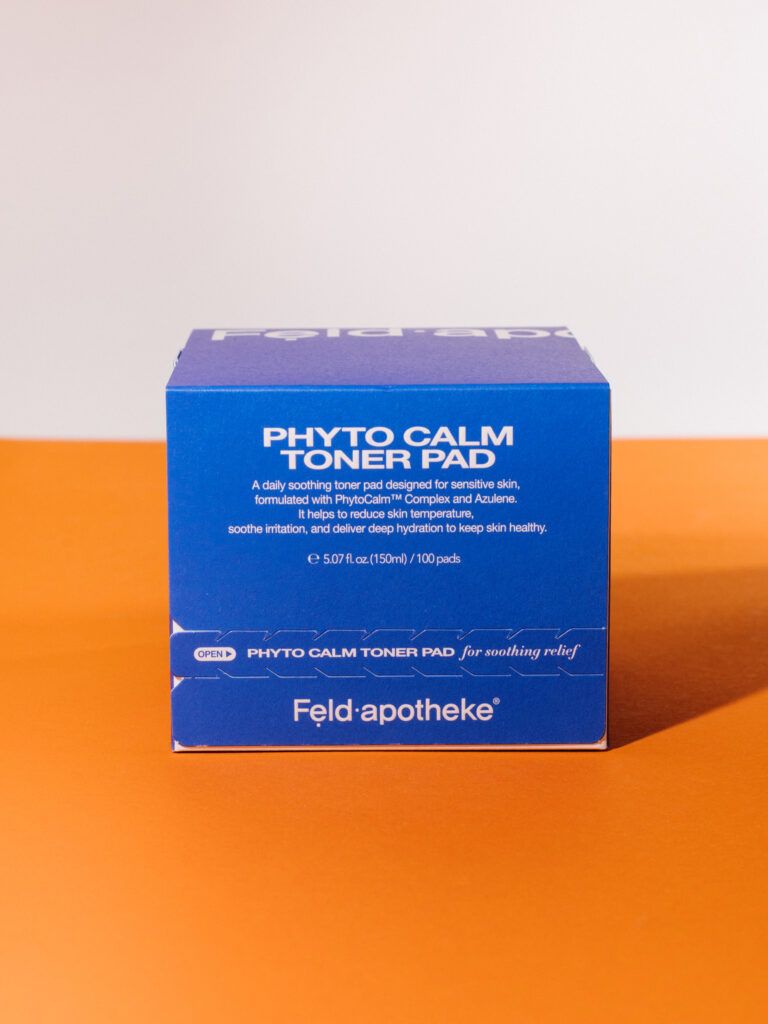 PHYTO CALM
TONER PAD
A daily soothing toner pad designed for sensitive skin,
formulated with PhytoCalm™ Complex and Azulene.
It helps to reduce skin temperature,
soothe irritation, and deliver deep hydration to keep skin healthy.
℮ 5.07 fl. oz.(150ml) / 100 pads
OPEN▶ PHYTO CALM TONER PAD for soothing relief
Fẹld·apotheke®